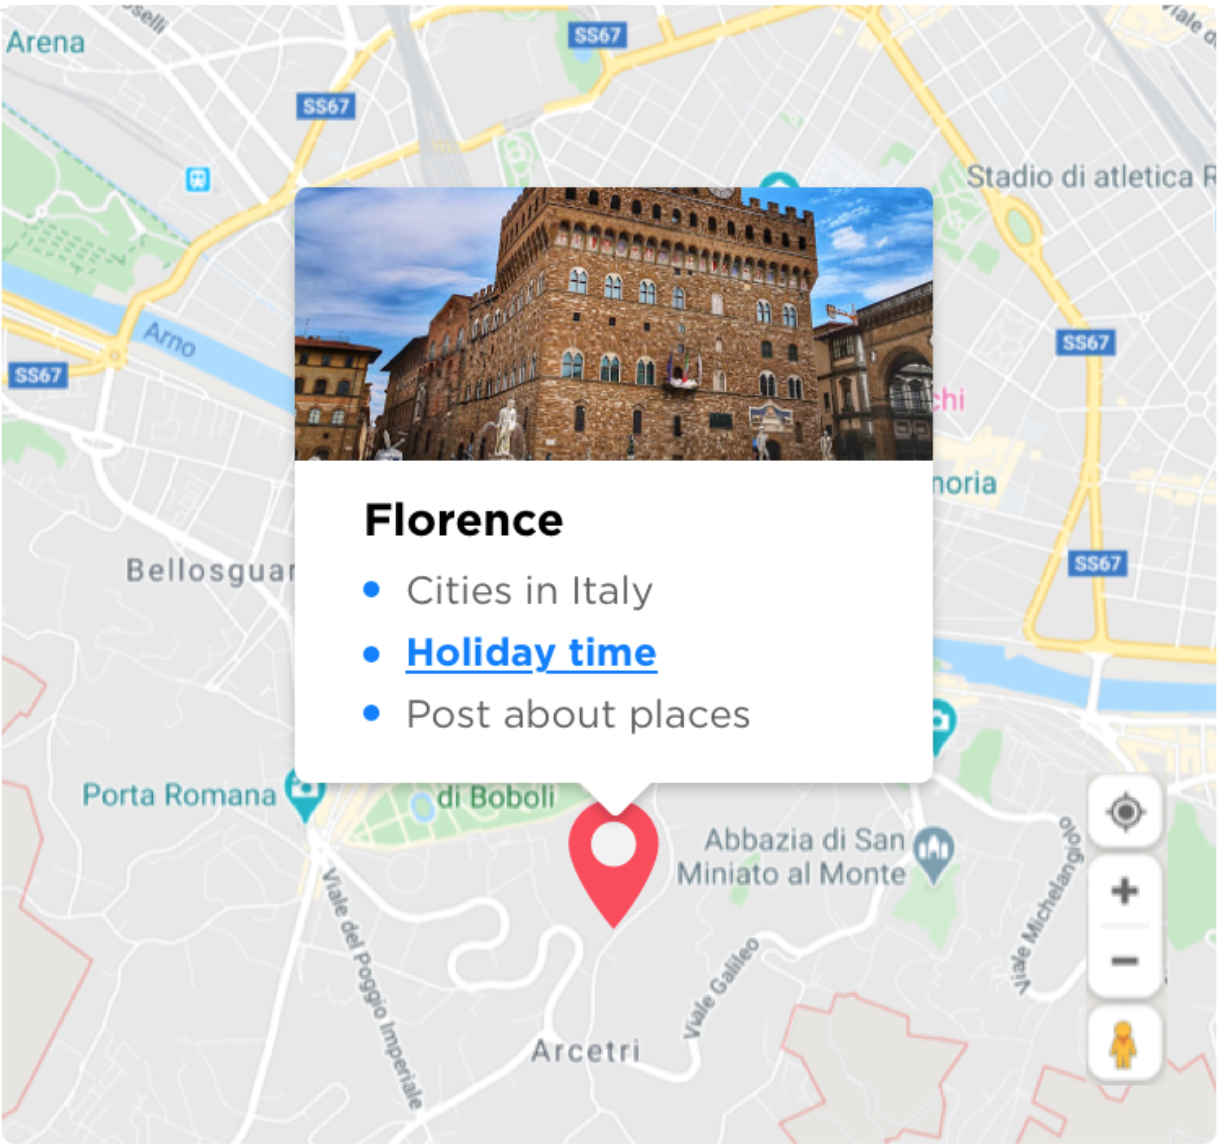 oselli
Viale d
Arena
SS67
SS67
Stadio di atletica R
Arno
SS67
SS67
chi
noria
Florence
SS67
Bellosguar
Cities in Italy
Holiday time
Post about places
Porta Romana
di Boboli
Abbazia di San
Miniato al Monte
Viale Michelangiolo
Viale del Poggio Imperiale
Viale Galileo
Arcetri